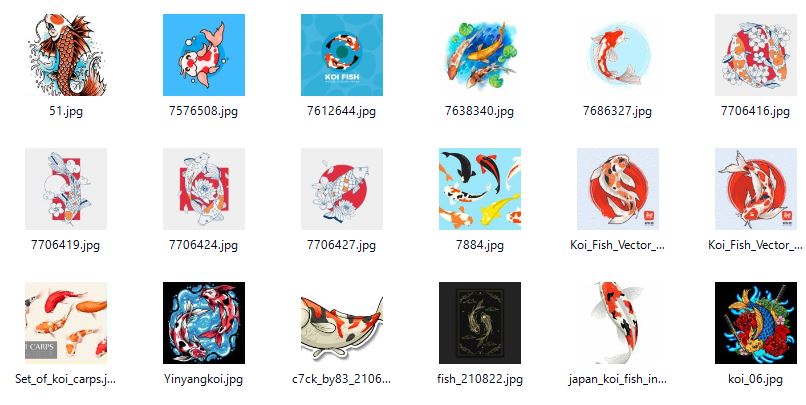 KOI FISH
51.jpg
7576508.jpg
7612644.jpg
7638340.jpg
7686327.jpg
7706416.jpg
7706419.jpg
7706424.jpg
7706427.jpg
7884.jpg
Koi_Fish_Vector_...
Koi_Fish_Vector_...
CARPS
Set_of_koi_carps.j...
Yinyangkoi.jpg
c7ck_by83_2106...
fish_210822.jpg
japan_koi_fish_in...
koi_06.jpg